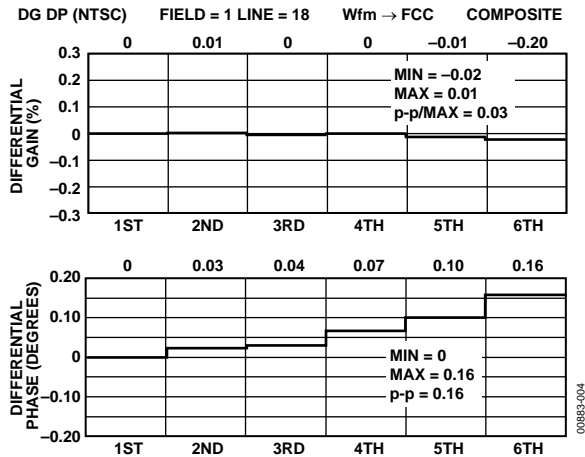 DG DP (NTSC) FIELD = 1 LINE = 18 Wfm → FCC COMPOSITE
0 0.01 0 0 –0.01 –0.20
DIFFERENTIAL
GAIN (%)
0.3
0.2
0.1
0
–0.1
–0.2
–0.3
MIN = –0.02
MAX = 0.01
p-p/MAX = 0.03
1ST 2ND 3RD 4TH 5TH 6TH
0 0.03 0.04 0.07 0.10 0.16
DIFFERENTIAL
PHASE (DEGREES)
0.20
0.10
0
–0.10
–0.20
MIN = 0
MAX = 0.16
p-p = 0.16
1ST 2ND 3RD 4TH 5TH 6TH
00883-004